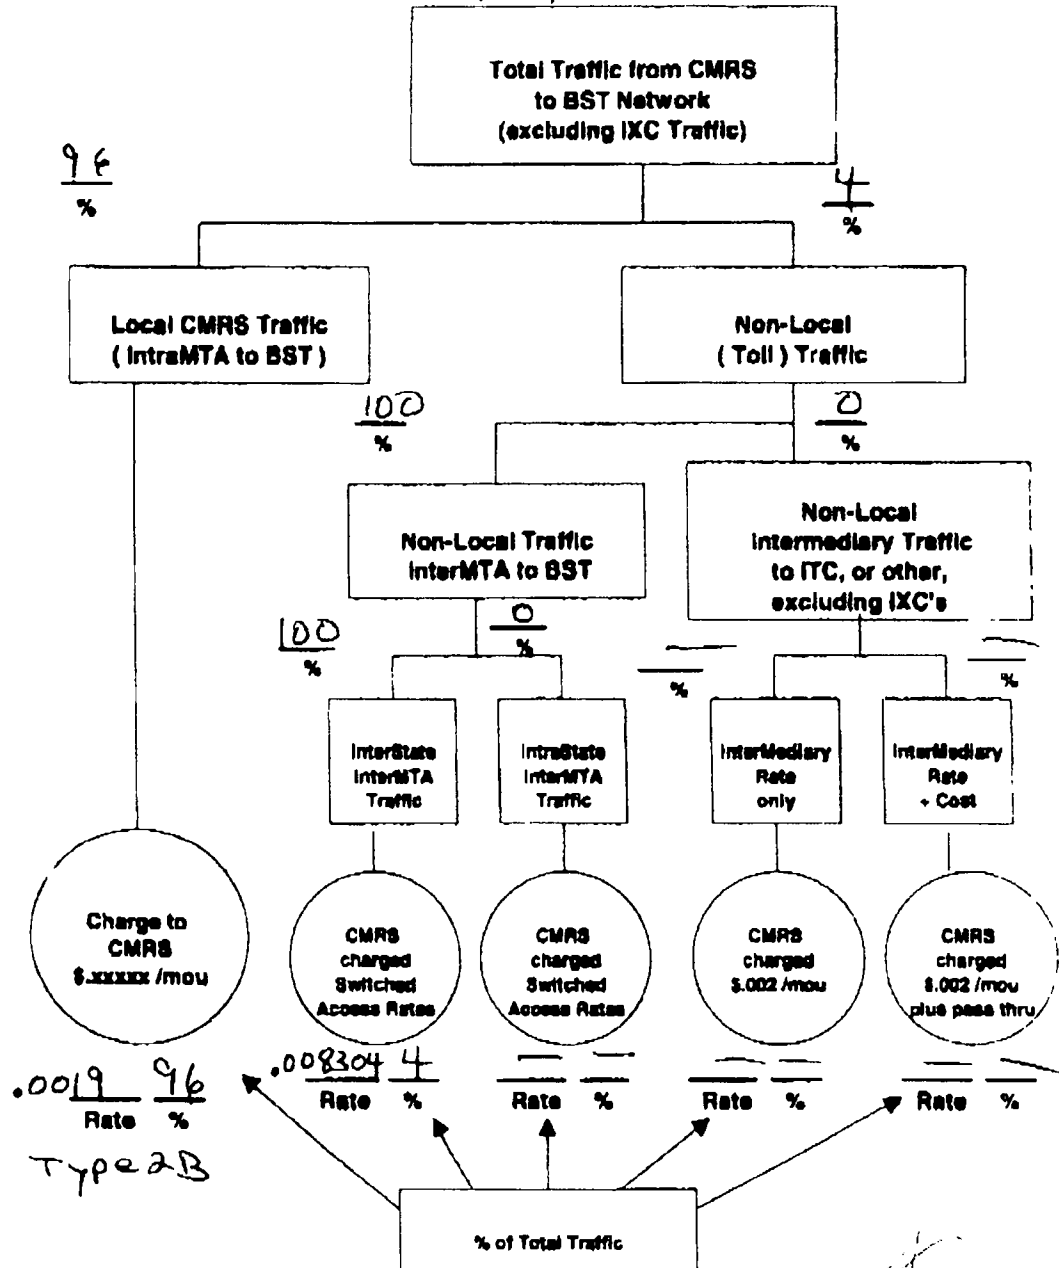 Total Traffic from CMRS
to BST Network
(excluding IXC Traffic)
96
%
4
%
Local CMRS Traffic
( IntraMTA to BST )
Non-Local
( Toll ) Traffic
100
%
0
%
Non-Local Traffic
InterMTA to BST
Non-Local
Intermediary Traffic
to ITC, or other,
excluding IXC's
100
%
0
%
—
%
—
%
InterState
InterMTA
Traffic
IntraState
InterMTA
Traffic
InterMediary
Rate
only
InterMediary
Rate
+ Cost
Charge to
CMRS
$.xxxxx /mou
CMRS
charged
Switched
Access Rates
CMRS
charged
Switched
Access Rates
CMRS
charged
$.002 /mou
CMRS
charged
$.002 /mou
plus pass thru
.0019 96
Rate %
Type 2B
.008304 4
Rate %
— —
Rate %
— —
Rate %
— —
Rate %
% of Total Traffic